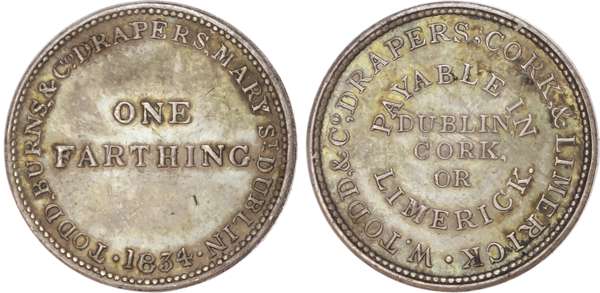 TODD, BURNS, & Co. DRAPERS, MARY St. DUBLIN
ONE
FARTHING
· 1834 ·
W. TODD & Co. DRAPERS, CORK, & LIMERICK.
PAYABLE IN
DUBLIN
CORK,
OR
LIMERICK.